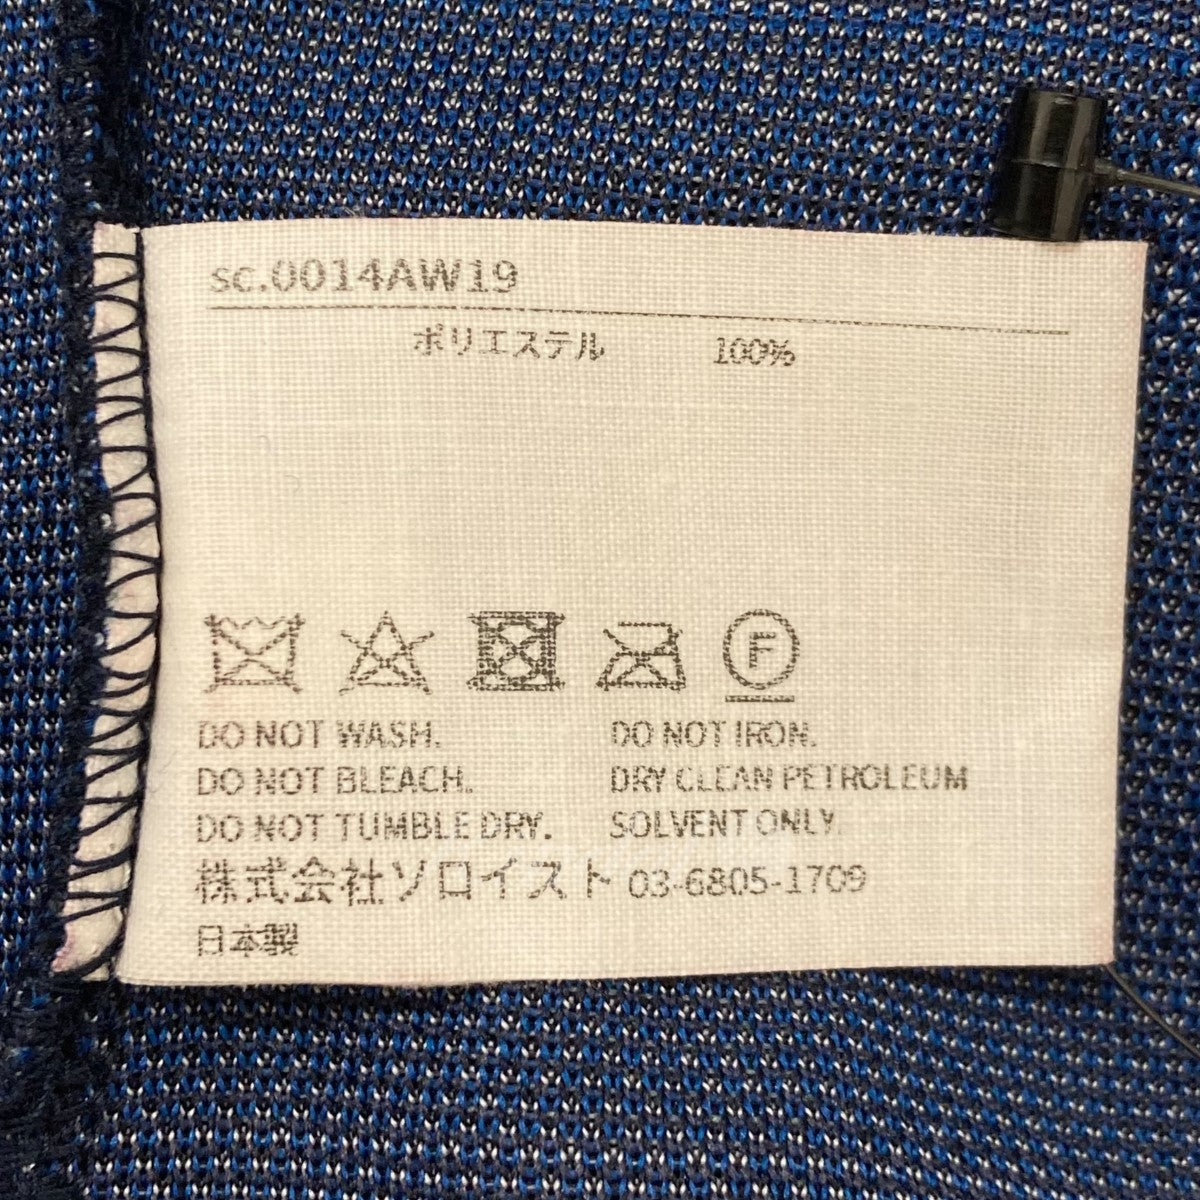 sc.0014AW19
ポリエステル 100%
F
DO NOT WASH. DO NOT IRON.
DO NOT BLEACH. DRY CLEAN PETROLEUM
DO NOT TUMBLE DRY. SOLVENT ONLY.
株式会社ソロイスト 03-6805-1709
日本製